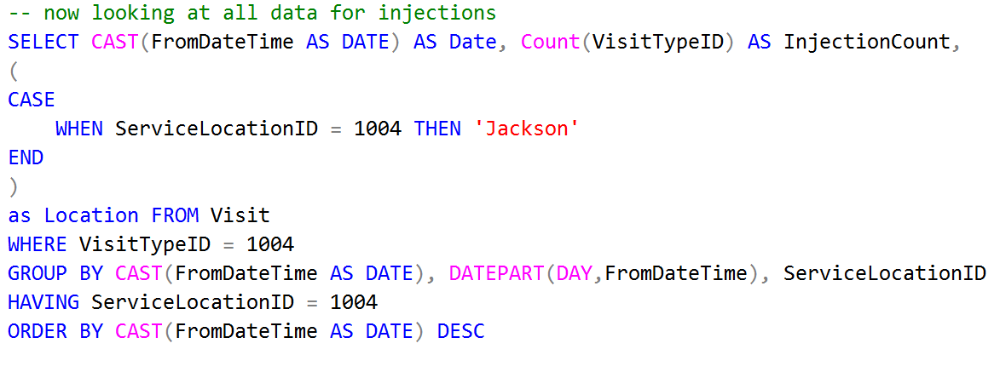 -- now looking at all data for injections
SELECT CAST(FromDateTime AS DATE) AS Date, Count(VisitTypeID) AS InjectionCount,
(
CASE
    WHEN ServiceLocationID = 1004 THEN 'Jackson'
END
)
as Location FROM Visit
WHERE VisitTypeID = 1004
GROUP BY CAST(FromDateTime AS DATE), DATEPART(DAY,FromDateTime), ServiceLocationID
HAVING ServiceLocationID = 1004
ORDER BY CAST(FromDateTime AS DATE) DESC